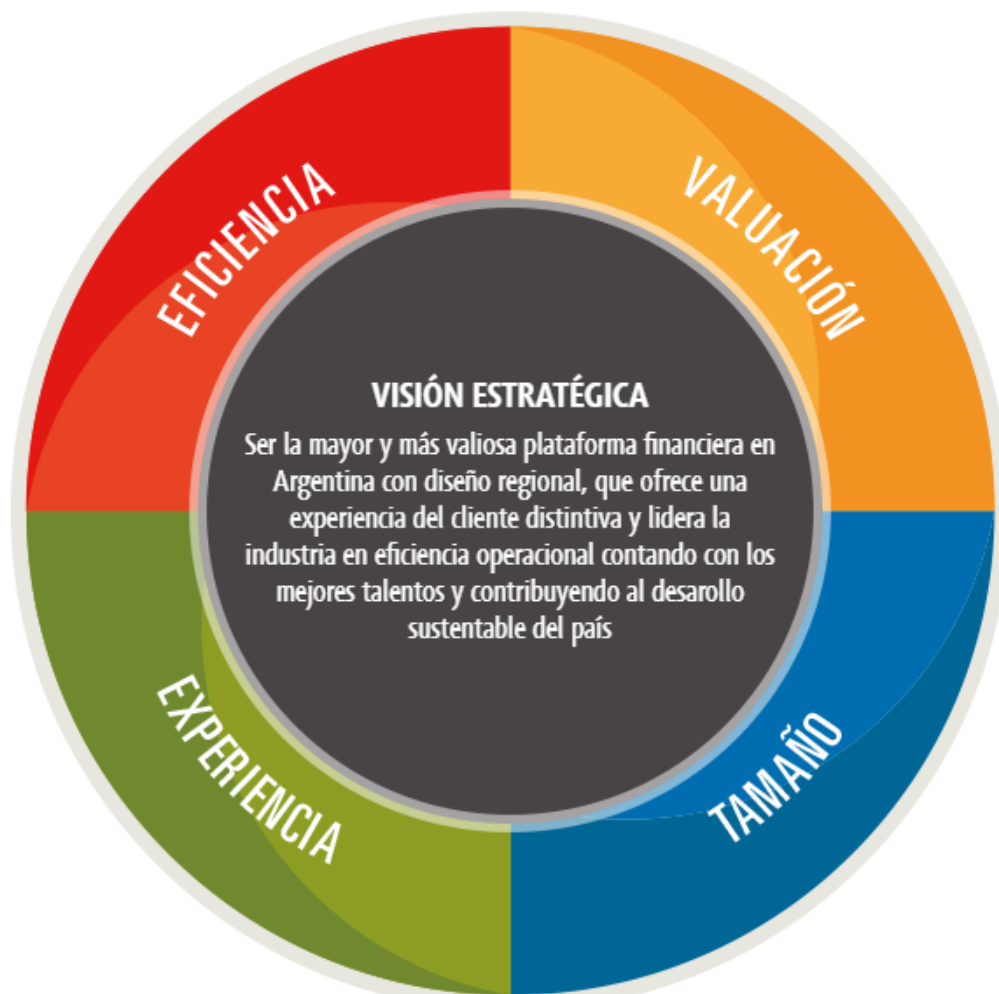 EFICIENCIA
VALUACIÓN
VISIÓN ESTRATÉGICA
Ser la mayor y más valiosa plataforma financiera en
Argentina con diseño regional, que ofrece una
experiencia del cliente distintiva y lidera la
industria en eficiencia operacional contando con los
mejores talentos y contribuyendo al desarollo
sustentable del país
EXPERIENCIA
TAMAÑO